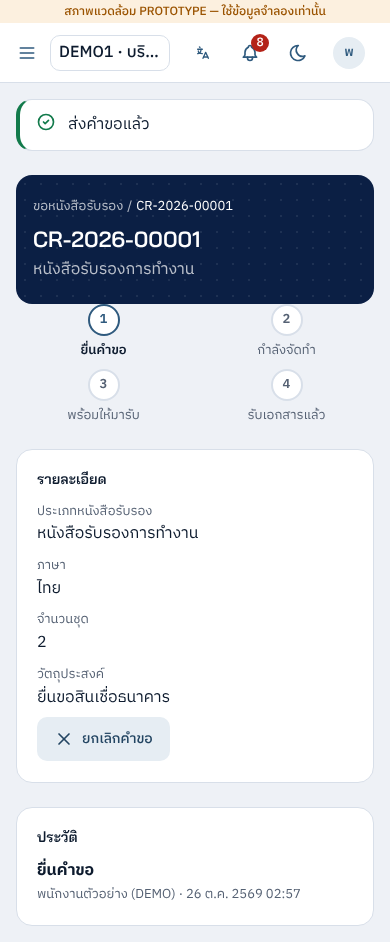 สภาพแวดล้อม PROTOTYPE — ใช้ข้อมูลจำลองเท่านั้น
DEMO1 · บริ...
8
พ
ส่งคำขอแล้ว
ขอหนังสือรับรอง / CR-2026-00001
CR-2026-00001
หนังสือรับรองการทำงาน
1
ยื่นคำขอ
2
กำลังจัดทำ
3
พร้อมให้มารับ
4
รับเอกสารแล้ว
รายละเอียด
ประเภทหนังสือรับรอง
หนังสือรับรองการทำงาน
ภาษา
ไทย
จำนวนชุด
2
วัตถุประสงค์
ยื่นขอสินเชื่อธนาคาร
ยกเลิกคำขอ
ประวัติ
ยื่นคำขอ
พนักงานตัวอย่าง (DEMO) · 26 ต.ค. 2569 02:57